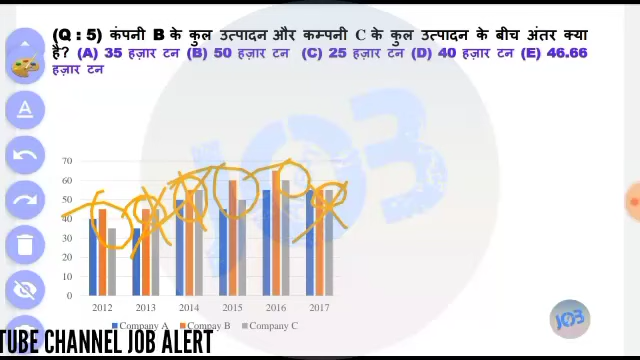 (Q : 5) कंपनी B के कुल उत्पादन और कम्पनी C के कुल उत्पादन के बीच अंतर क्या
है? (A) 35 हज़ार टन (B) 50 हज़ार टन (C) 25 हज़ार टन (D) 40 हज़ार टन (E) 46.66
हज़ार टन
JOB
70
60
50
40
30
20
10
0
2012 2013 2014 2015 2016 2017
Company A Compay B Company C
JOB
TUBE CHANNEL JOB ALERT